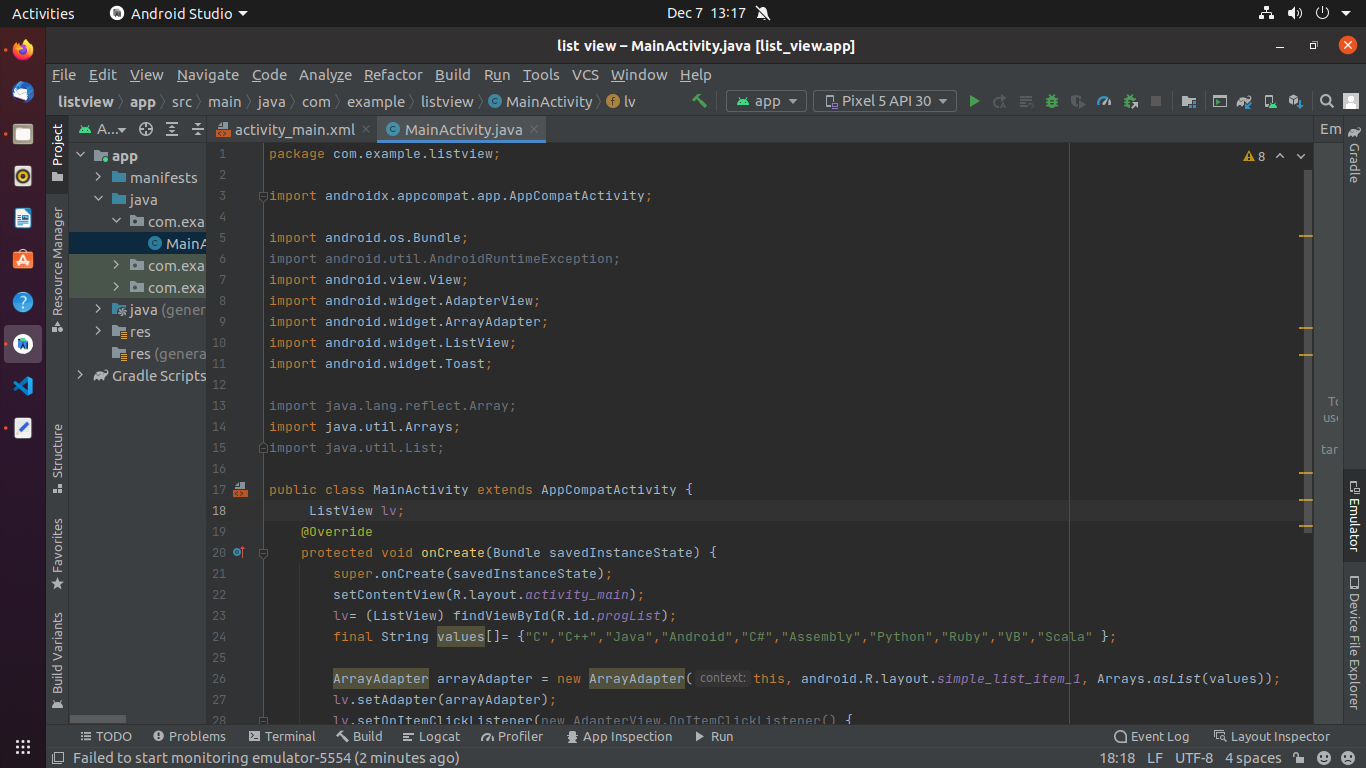 Activities Android Studio Dec 7 13:17
list view – MainActivity.java [list_view.app]
File Edit View Navigate Code Analyze Refactor Build Run Tools VCS Window Help
listview app src main java com example listview MainActivity lv app Pixel 5 API 30
Project
Resource Manager
Structure
Favorites
Build Variants
A...
app
manifests
java
com.exa
MainA
com.exa
com.exa
java (gener
res
res (genera
Gradle Scripts
activity_main.xml MainActivity.java
8
1 package com.example.listview;
2
3 import androidx.appcompat.app.AppCompatActivity;
4
5 import android.os.Bundle;
6 import android.util.AndroidRuntimeException;
7 import android.view.View;
8 import android.widget.AdapterView;
9 import android.widget.ArrayAdapter;
10 import android.widget.ListView;
11 import android.widget.Toast;
12
13 import java.lang.reflect.Array;
14 import java.util.Arrays;
15 import java.util.List;
16
17 public class MainActivity extends AppCompatActivity {
18 ListView lv;
19 @Override
20 protected void onCreate(Bundle savedInstanceState) {
21 super.onCreate(savedInstanceState);
22 setContentView(R.layout.activity_main);
23 lv= (ListView) findViewById(R.id.progList);
24 final String values[]= {"C","C++","Java","Android","C#","Assembly","Python","Ruby","VB","Scala" };
25
26 ArrayAdapter arrayAdapter = new ArrayAdapter( context: this, android.R.layout.simple_list_item_1, Arrays.asList(values));
27 lv.setAdapter(arrayAdapter);
28 lv.setOnItemClickListener(new AdapterView.OnItemClickListener() {
Em
To
use
tar
Gradle
Emulator
Device File Explorer
TODO Problems Terminal Build Logcat Profiler App Inspection Run Event Log Layout Inspector
Failed to start monitoring emulator-5554 (2 minutes ago) 18:18 LF UTF-8 4 spaces